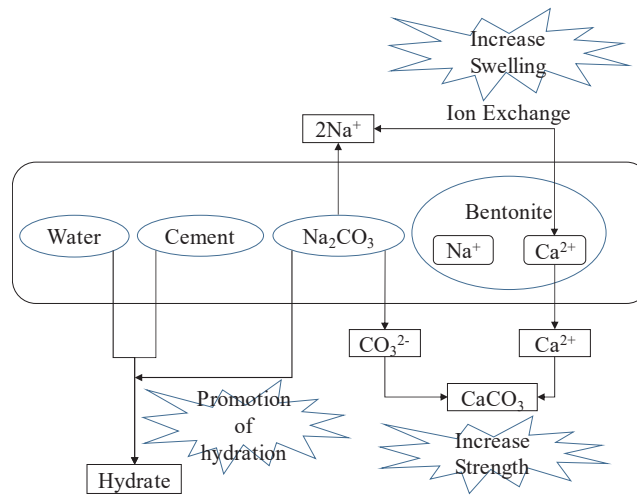 Increase
Swelling
Ion Exchange
2Na⁺
Bentonite
Water
Cement
Na₂CO₃
Na⁺
Ca²⁺
CO₃²⁻
Ca²⁺
Promotion
of
hydration
CaCO₃
Increase
Strength
Hydrate